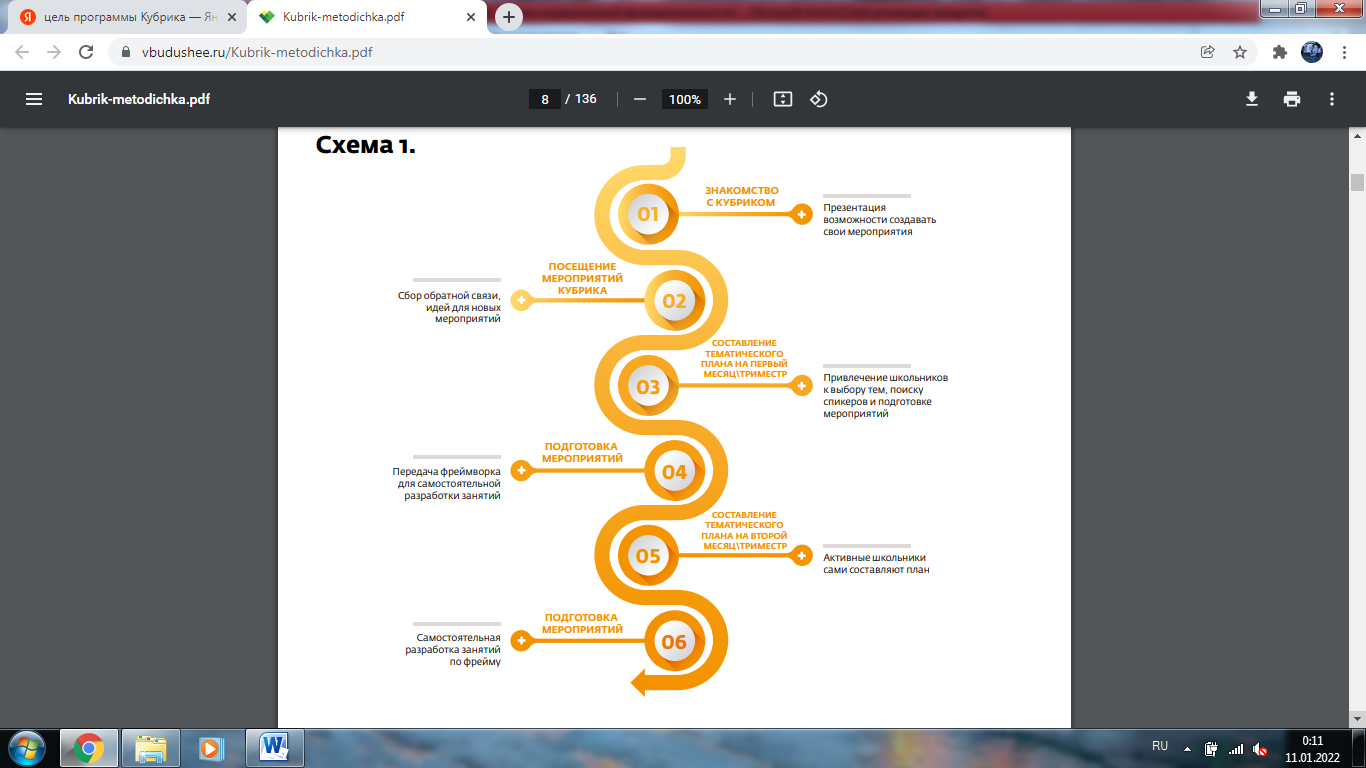 цель программы Кубрика — Ян
Kubrik-metodichka.pdf
vbudushee.ru/Kubrik-metodichka.pdf
Kubrik-metodichka.pdf
8 / 136
100%
Схема 1.
01
ЗНАКОМСТВО
С КУБРИКОМ
Презентация
возможности создавать
свои мероприятия
ПОСЕЩЕНИЕ
МЕРОПРИЯТИЙ
КУБРИКА
02
Сбор обратной связи,
идей для новых
мероприятий
03
СОСТАВЛЕНИЕ
ТЕМАТИЧЕСКОГО
ПЛАНА НА ПЕРВЫЙ
МЕСЯЦ\ТРИМЕСТР
Привлечение школьников
к выбору тем, поиску
спикеров и подготовке
мероприятий
ПОДГОТОВКА
МЕРОПРИЯТИЙ
04
Передача фреймворка
для самостоятельной
разработки занятий
05
СОСТАВЛЕНИЕ
ТЕМАТИЧЕСКОГО
ПЛАНА НА ВТОРОЙ
МЕСЯЦ\ТРИМЕСТР
Активные школьники
сами составляют план
ПОДГОТОВКА
МЕРОПРИЯТИЙ
06
Самостоятельная
разработка занятий
по фрейму
RU
0:11
11.01.2022